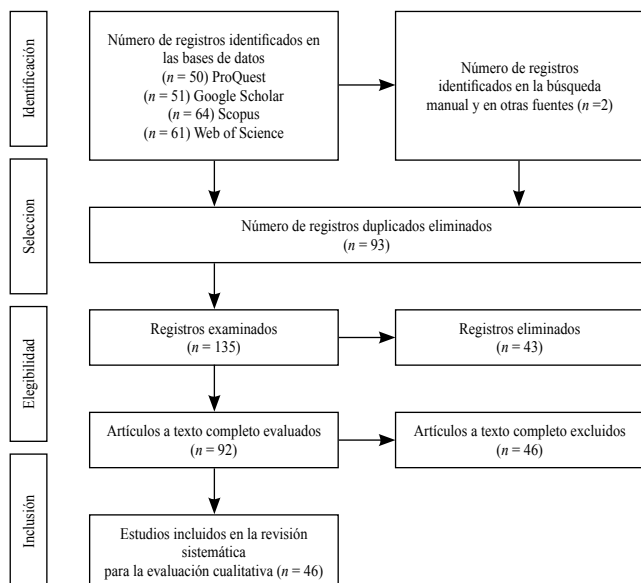 Identificación
Número de registros identificados en
las bases de datos
(n = 50) ProQuest
(n = 51) Google Scholar
(n = 64) Scopus
(n = 61) Web of Science
Número de registros
identificados en la búsqueda
manual y en otras fuentes (n =2)
Seleccion
Número de registros duplicados eliminados
(n = 93)
Elegibilidad
Registros examinados
(n = 135)
Registros eliminados
(n = 43)
Artículos a texto completo evaluados
(n = 92)
Artículos a texto completo excluidos
(n = 46)
Inclusión
Estudios incluidos en la revisión
sistemática
para la evaluación cualitativa (n = 46)